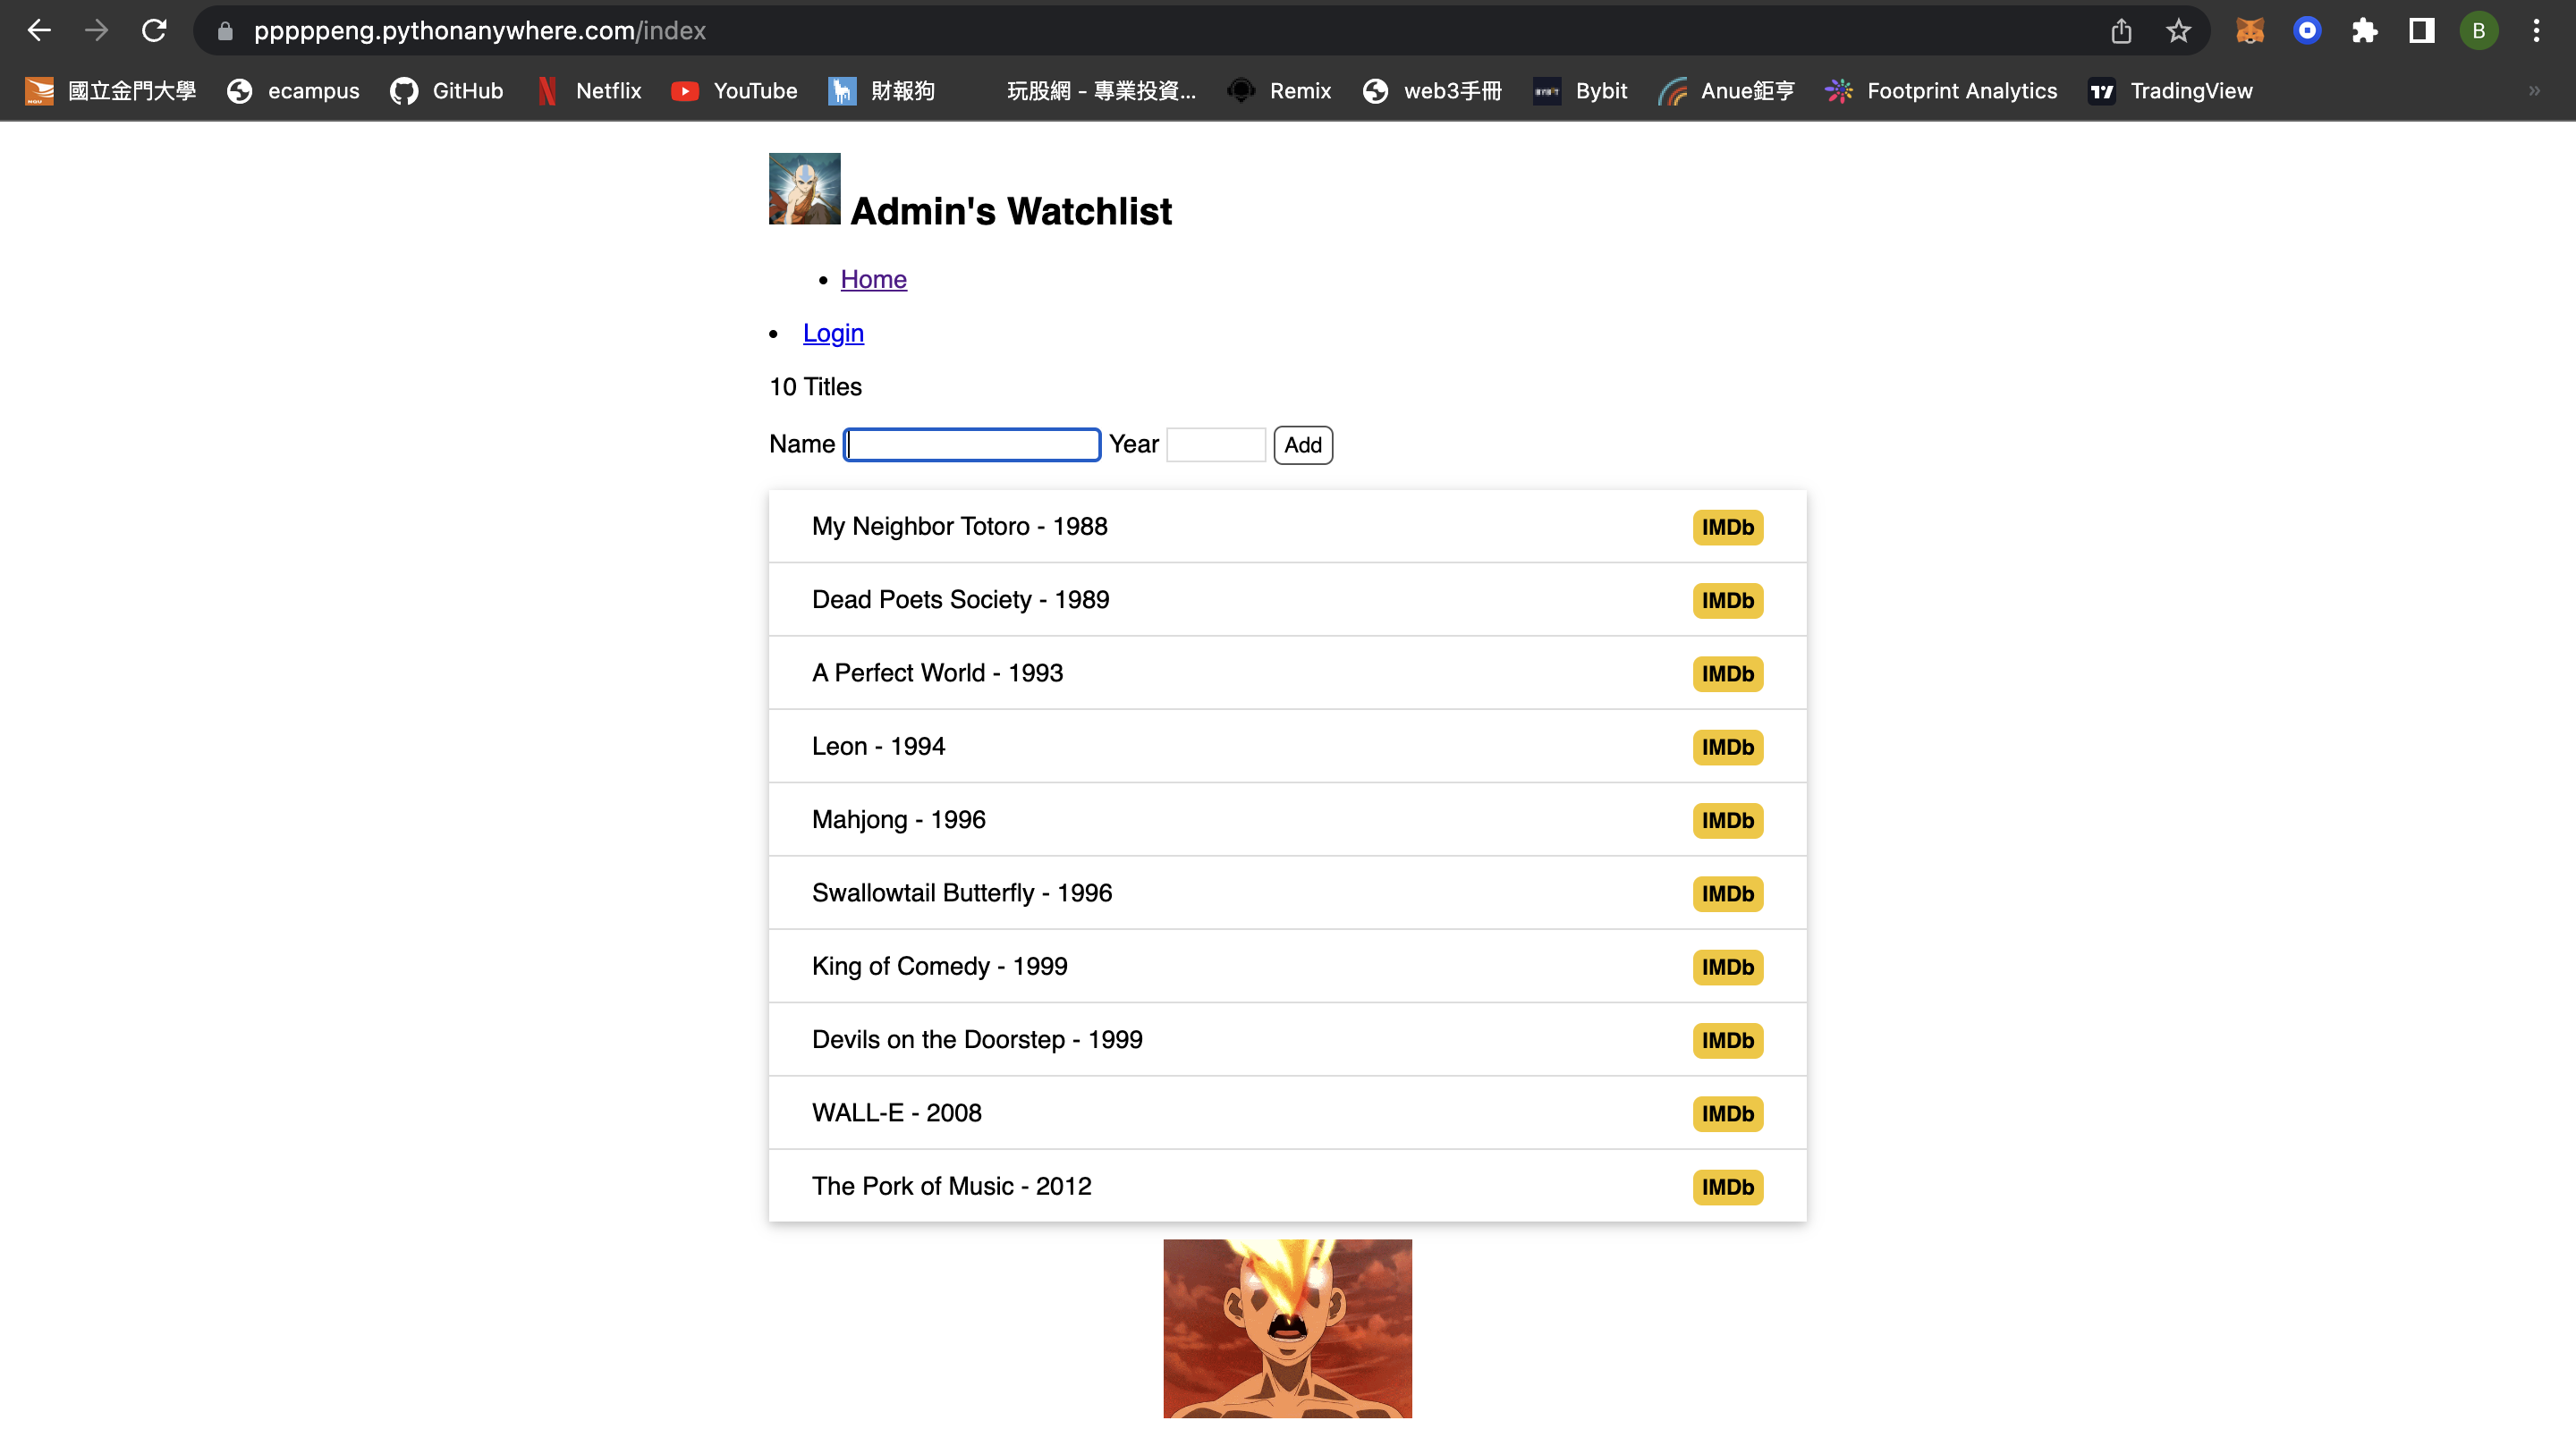 pppppeng.pythonanywhere.com/index
B
國立金門大學 ecampus GitHub Netflix YouTube 財報狗 玩股網 - 專業投資... Remix web3手冊 Bybit Anue鉅亨 Footprint Analytics TradingView »
Admin's Watchlist
• Home
• Login
10 Titles
Name Year Add
My Neighbor Totoro - 1988 IMDb
Dead Poets Society - 1989 IMDb
A Perfect World - 1993 IMDb
Leon - 1994 IMDb
Mahjong - 1996 IMDb
Swallowtail Butterfly - 1996 IMDb
King of Comedy - 1999 IMDb
Devils on the Doorstep - 1999 IMDb
WALL-E - 2008 IMDb
The Pork of Music - 2012 IMDb